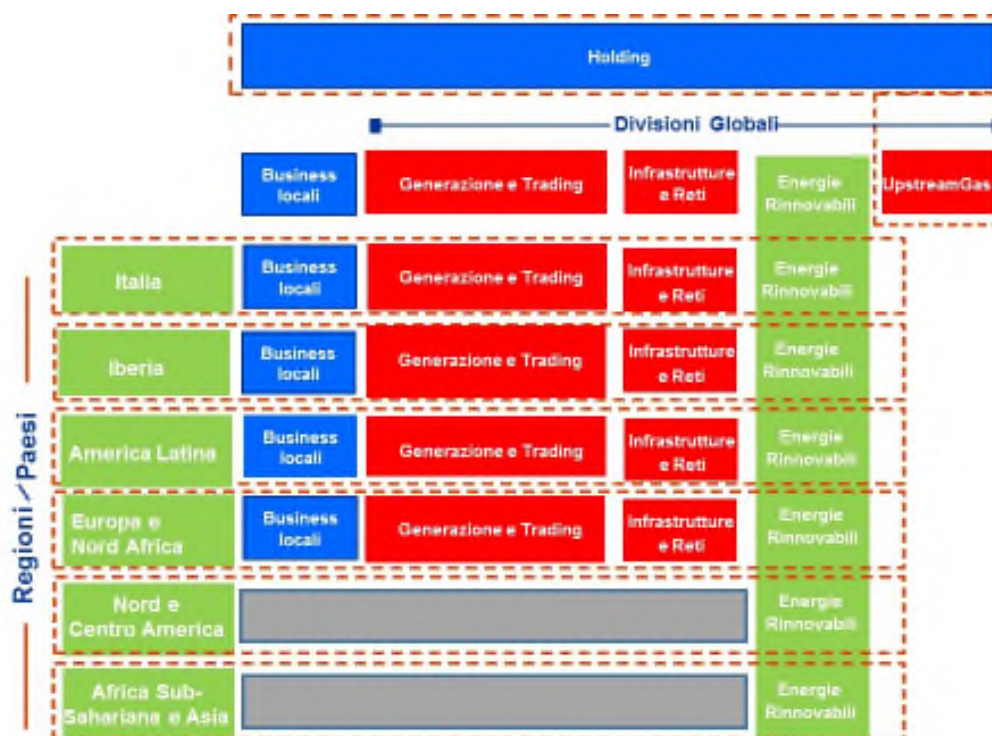 Holding
Divisioni Globali
Business
locali
Generazione e Trading
Infrastrutture
e Reti
Energie
Rinnovabili
UpstreamGas
Regioni / Paesi
Italia
Business
locali
Generazione e Trading
Infrastrutture
e Reti
Energie
Rinnovabili
Iberia
Business
locali
Generazione e Trading
Infrastrutture
e Reti
Energie
Rinnovabili
America Latina
Business
locali
Generazione e Trading
Infrastrutture
e Reti
Energie
Rinnovabili
Europa e
Nord Africa
Business
locali
Generazione e Trading
Infrastrutture
e Reti
Energie
Rinnovabili
Nord e
Centro America
Energie
Rinnovabili
Africa Sub-
Sahariana e Asia
Energie
Rinnovabili